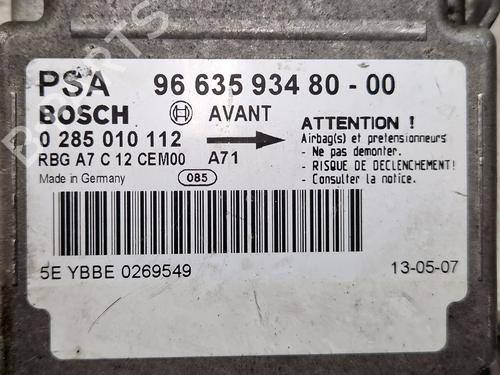 PSA 96 635 934 80 - 00
BOSCH AVANT
0 285 010 112
RBG A7 C 12 CEM00 A71
Made in Germany 085
ATTENTION !
Airbag(s) et pretensionneurs
- Ne pas demonter.
- RISQUE DE DECLENCHEMENT!
- Consulter la notice.
5E YBBE 0269549
13-05-07